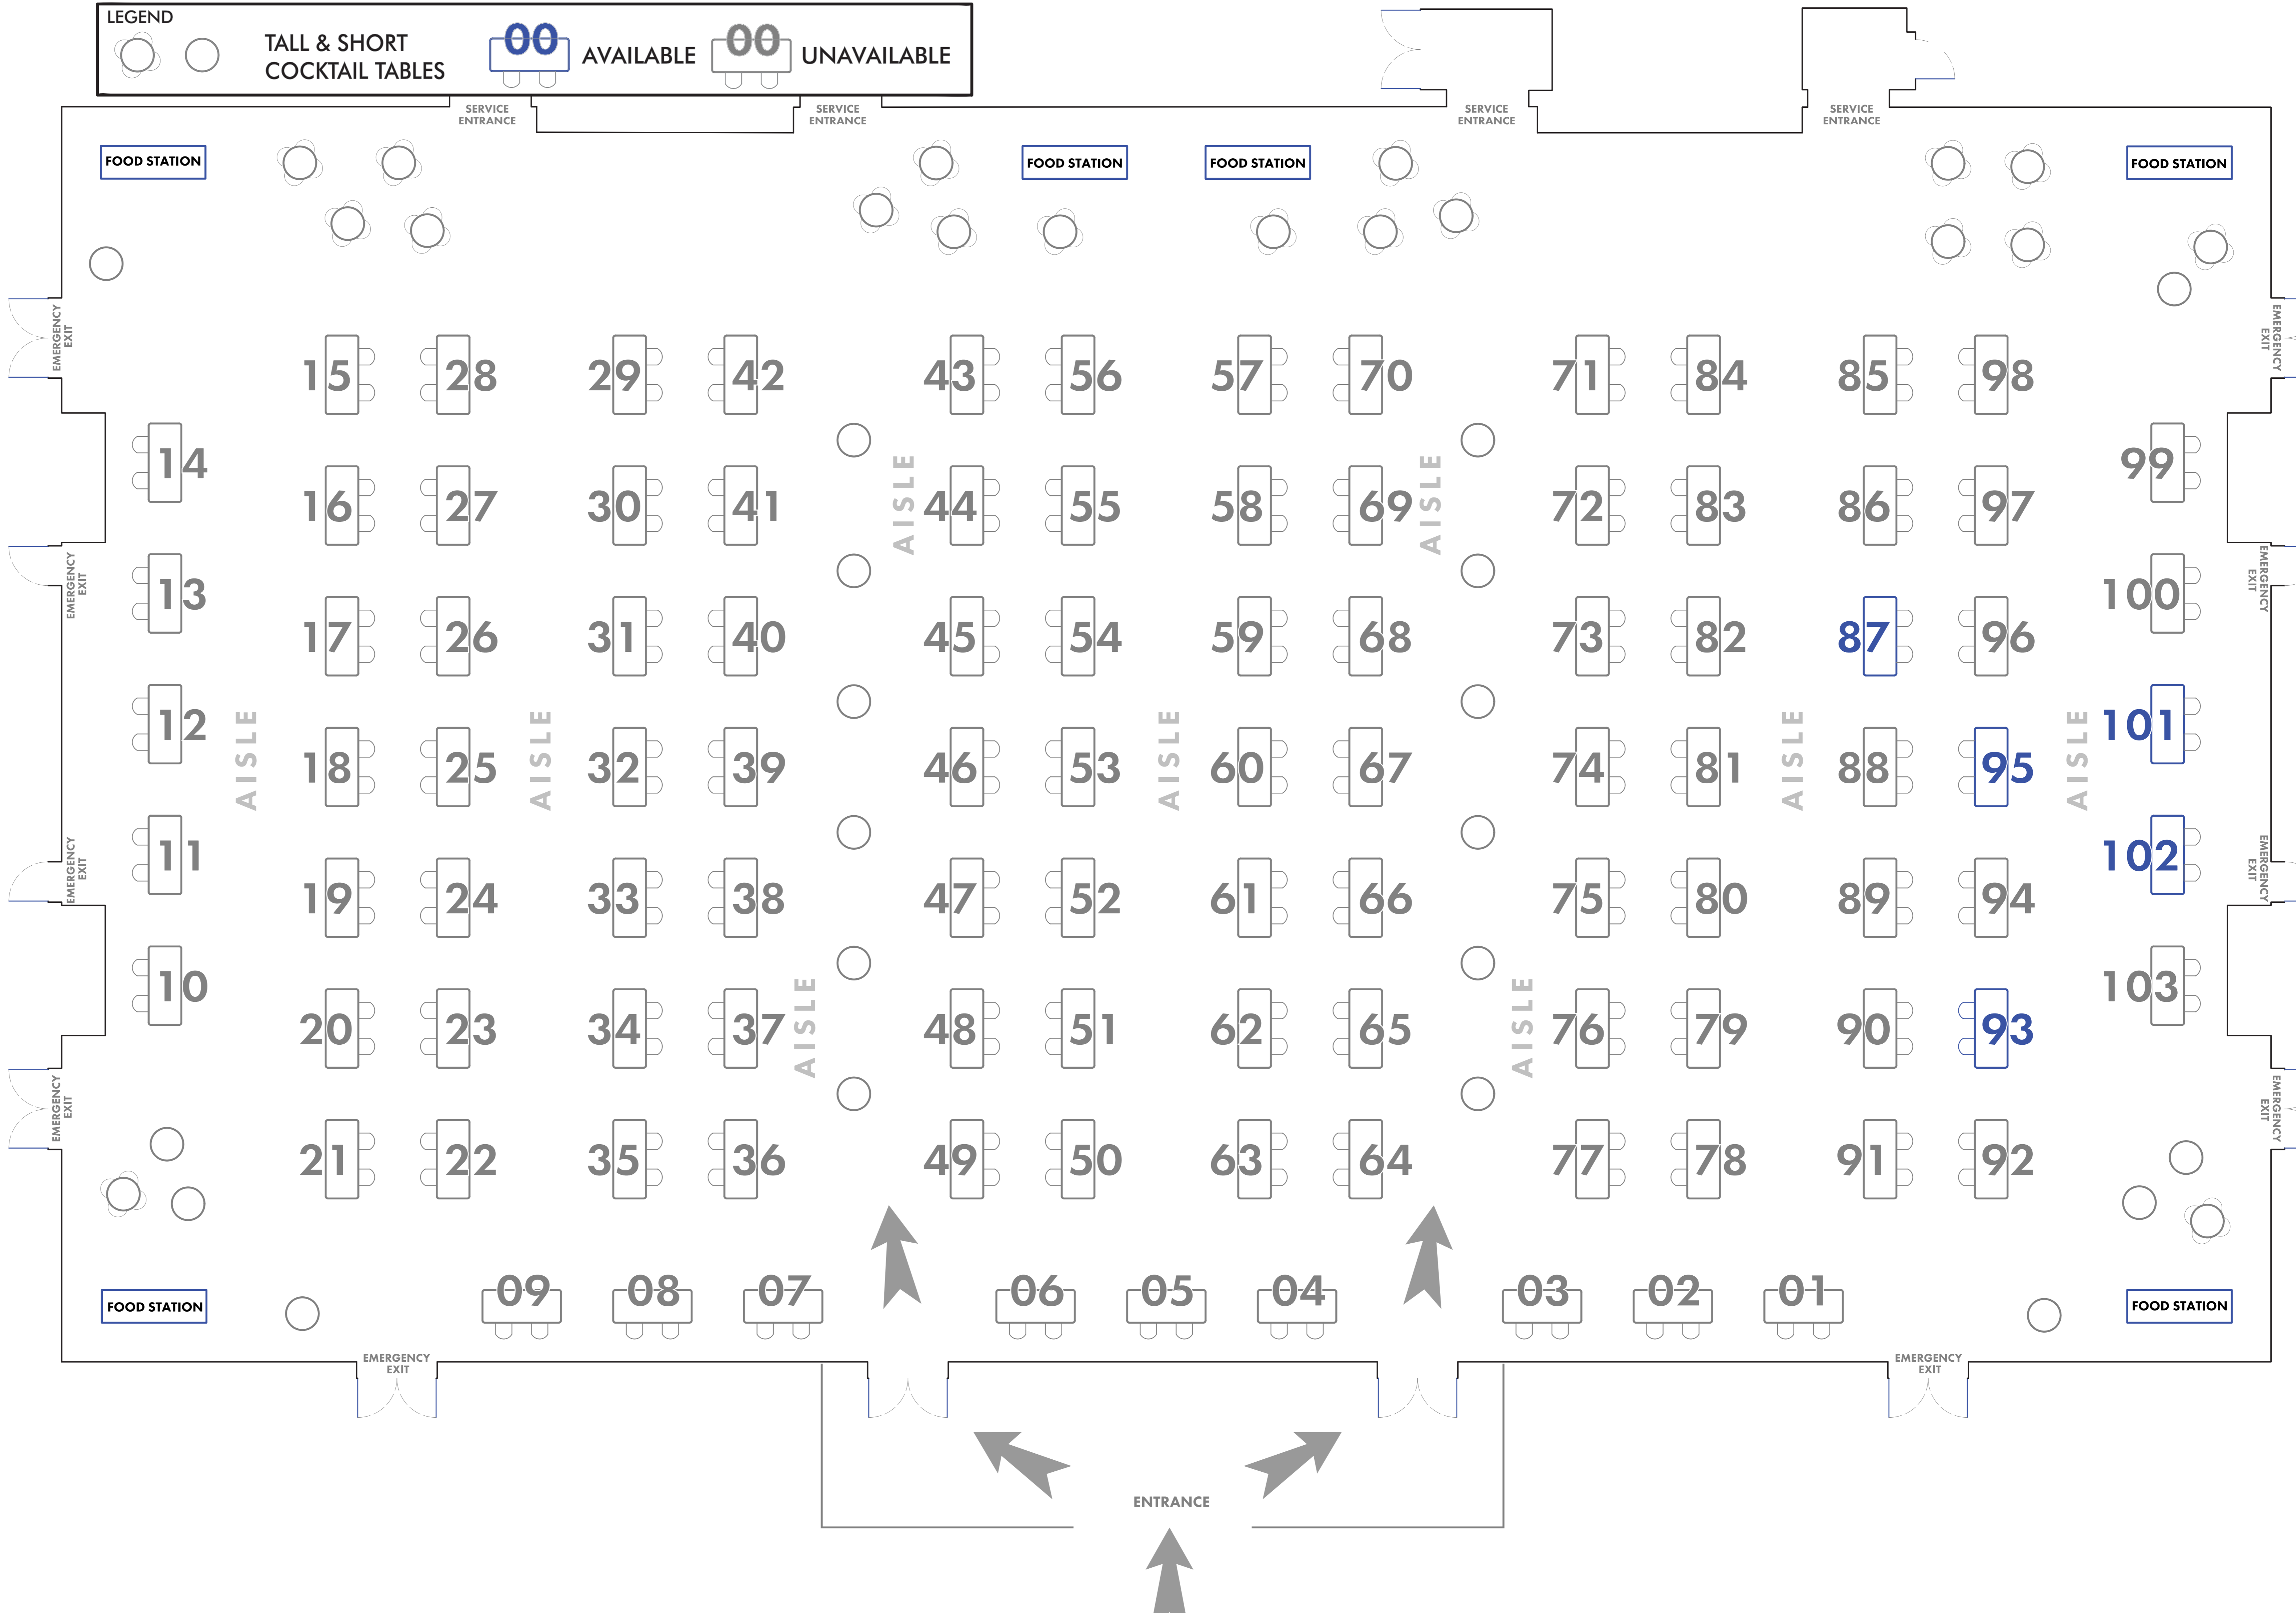 LEGEND
TALL & SHORT
COCKTAIL TABLES
00 AVAILABLE 00 UNAVAILABLE
SERVICE
ENTRANCE
SERVICE
ENTRANCE
SERVICE
ENTRANCE
SERVICE
ENTRANCE
FOOD STATION FOOD STATION FOOD STATION FOOD STATION
EMERGENCY
EXIT
EMERGENCY
EXIT
15 28 29 42 43 56 57 70 71 84 85 98
14 99
AISLE AISLE
16 27 30 41 44 55 58 69 72 83 86 97
EMERGENCY
EXIT
EMERGENCY
EXIT
13 100
17 26 31 40 45 54 59 68 73 82 87 96
12 101
AISLE AISLE AISLE AISLE AISLE
18 25 32 39 46 53 60 67 74 81 88 95
11 102
EMERGENCY
EXIT
EMERGENCY
EXIT
19 24 33 38 47 52 61 66 75 80 89 94
10 103
AISLE AISLE
20 23 34 37 48 51 62 65 76 79 90 93
EMERGENCY
EXIT
EMERGENCY
EXIT
21 22 35 36 49 50 63 64 77 78 91 92
09 08 07 06 05 04 03 02 01
FOOD STATION FOOD STATION
EMERGENCY
EXIT
EMERGENCY
EXIT
ENTRANCE